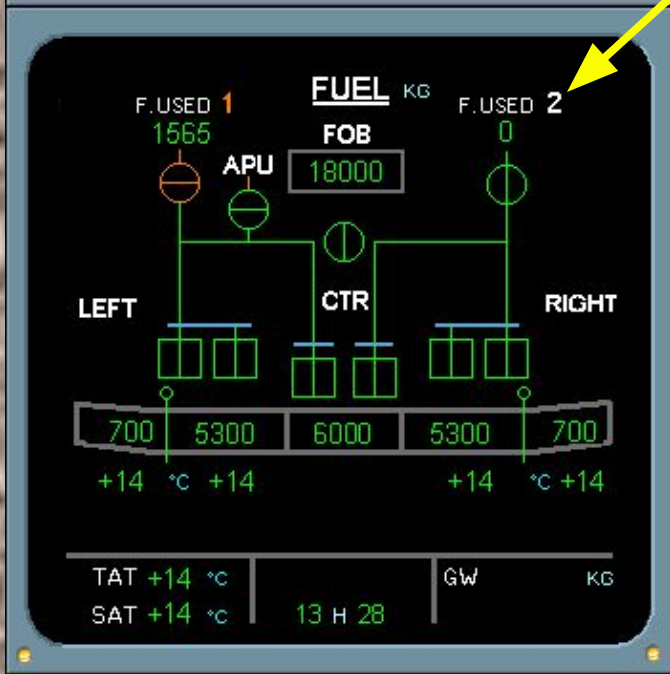 FUEL KG
F.USED 1
F.USED 2
1565
FOB
0
APU
18000
LEFT
CTR
RIGHT
700 5300 6000 5300 700
+14 °C +14
+14 °C +14
TAT +14 °C
GW KG
SAT +14 °C
13 H 28